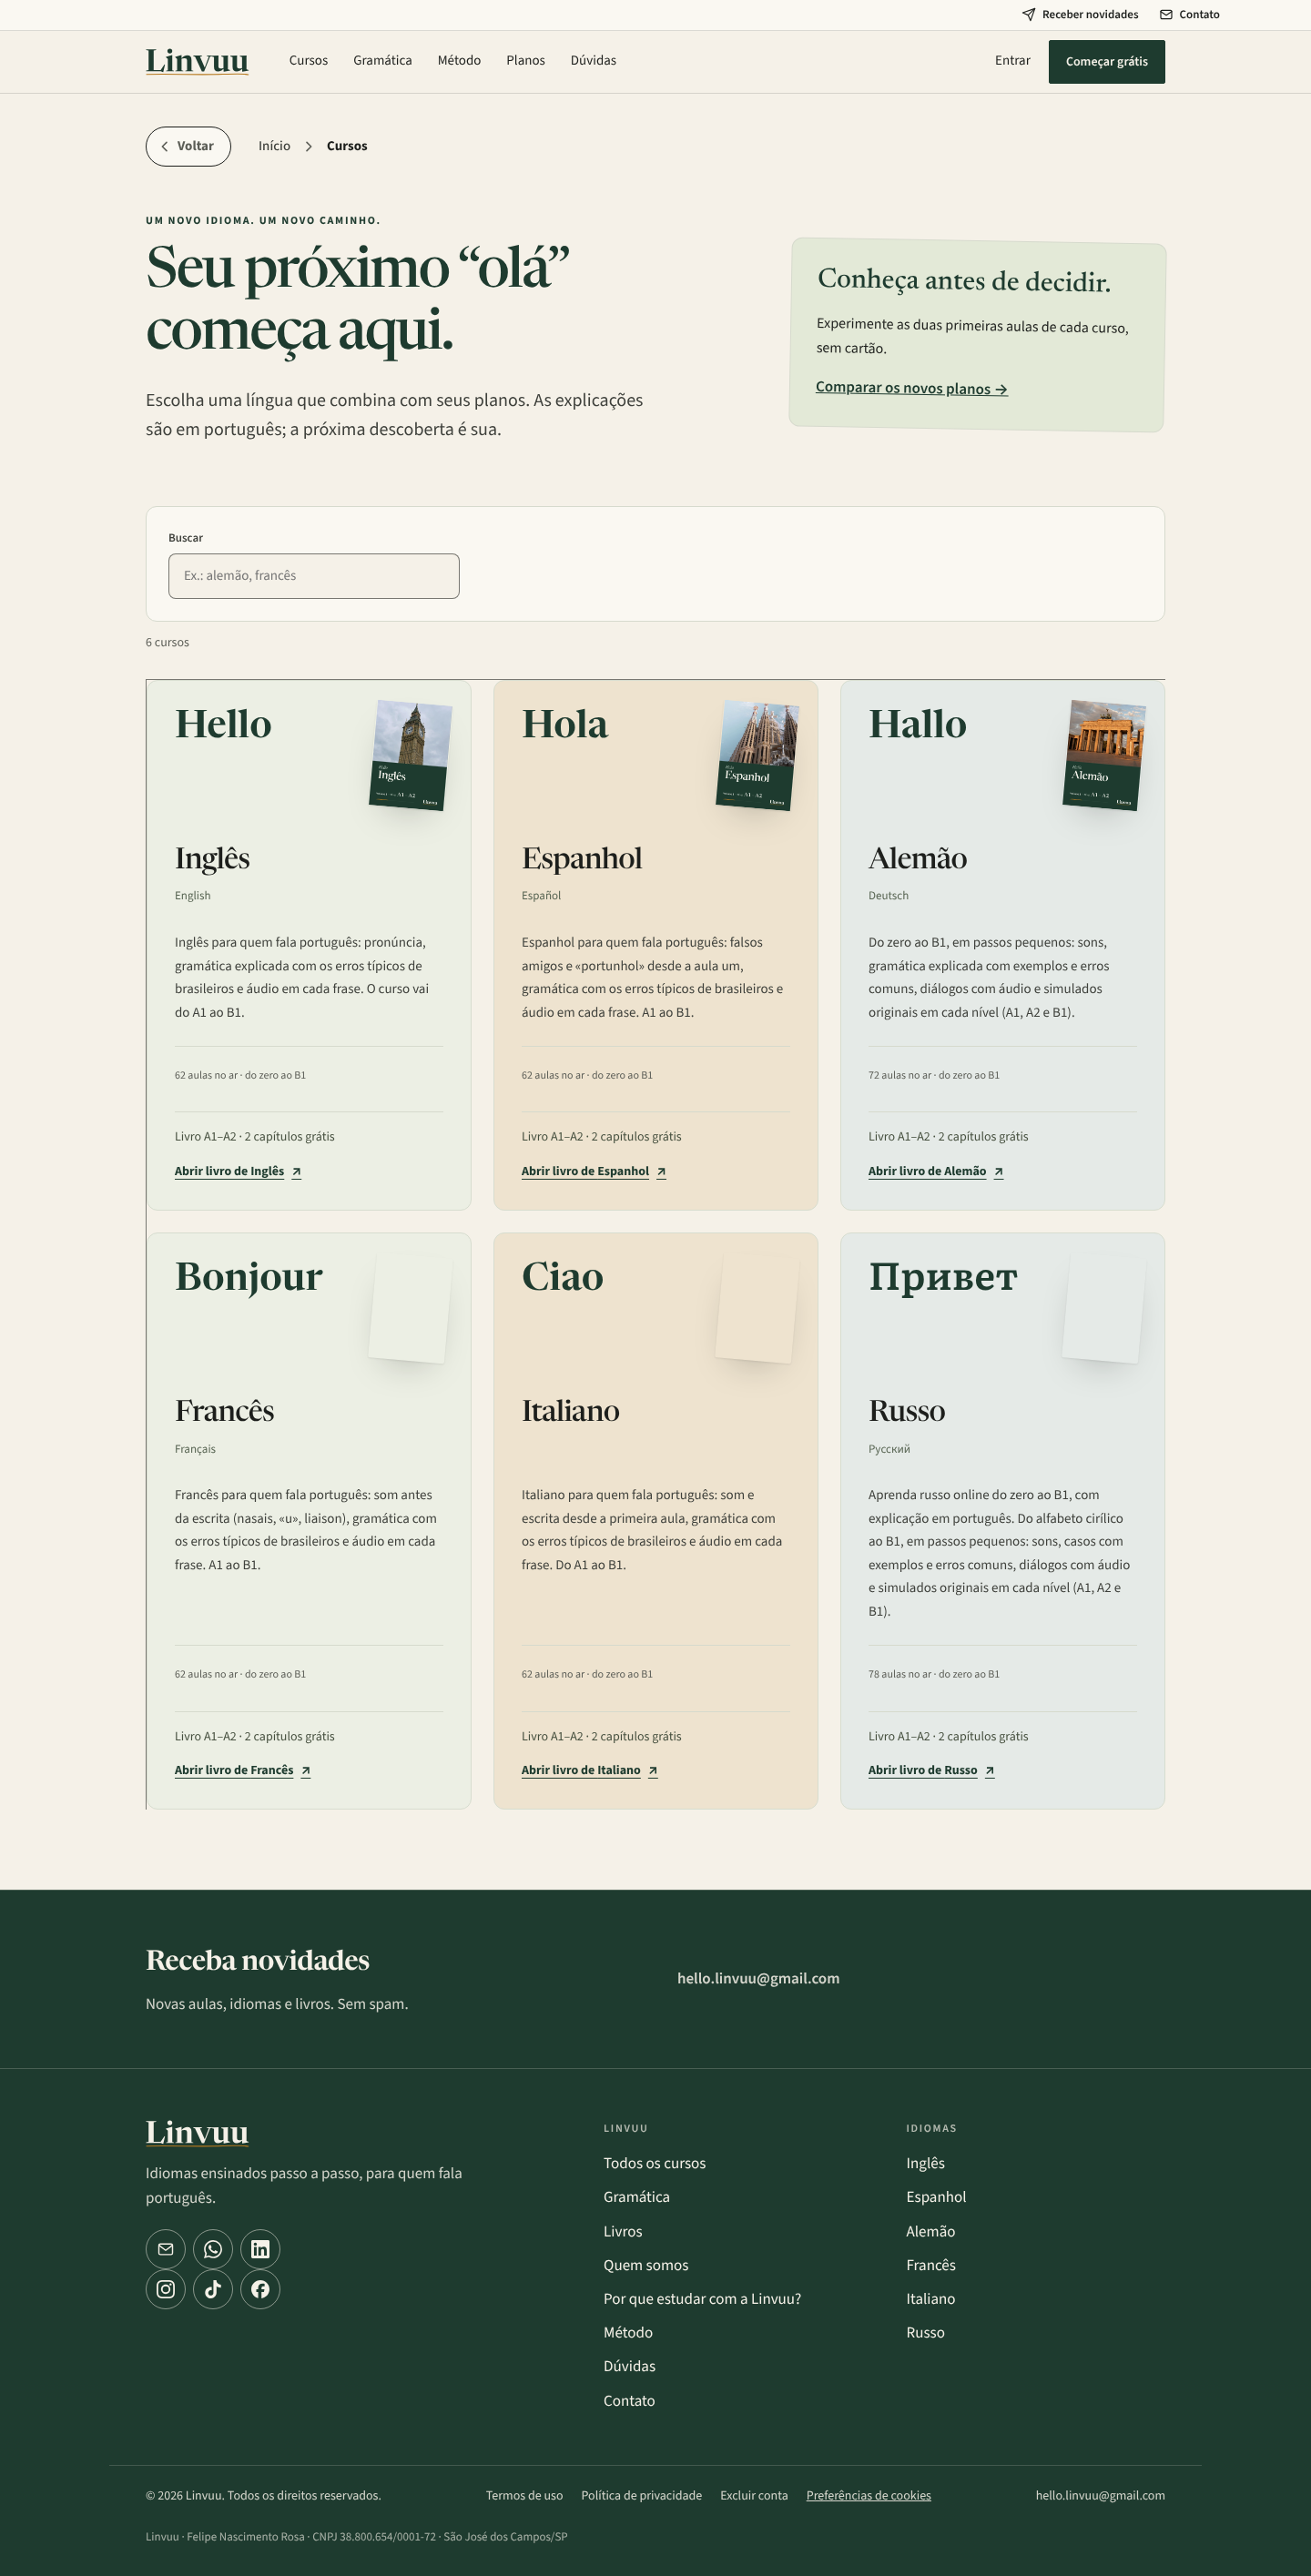 Receber novidades
Contato
Linvuu
Cursos
Gramática
Método
Planos
Dúvidas
Entrar
Começar grátis
Voltar
Início
Cursos
UM NOVO IDIOMA. UM NOVO CAMINHO.
Seu próximo “olá”
começa aqui.
Escolha uma língua que combina com seus planos. As explicações
são em português; a próxima descoberta é sua.
Conheça antes de decidir.
Experimente as duas primeiras aulas de cada curso,
sem cartão.
Comparar os novos planos →
Buscar
Ex.: alemão, francês
6 cursos
Hello
Inglês
A1 · A2
Linvuu
Inglês
English
Inglês para quem fala português: pronúncia,
gramática explicada com os erros típicos de
brasileiros e áudio em cada frase. O curso vai
do A1 ao B1.
62 aulas no ar · do zero ao B1
Livro A1–A2 · 2 capítulos grátis
Abrir livro de Inglês
Hola
Espanhol
A1 · A2
Linvuu
Espanhol
Español
Espanhol para quem fala português: falsos
amigos e «portunhol» desde a aula um,
gramática com os erros típicos de brasileiros e
áudio em cada frase. A1 ao B1.
62 aulas no ar · do zero ao B1
Livro A1–A2 · 2 capítulos grátis
Abrir livro de Espanhol
Hallo
Alemão
A1 · A2
Linvuu
Alemão
Deutsch
Do zero ao B1, em passos pequenos: sons,
gramática explicada com exemplos e erros
comuns, diálogos com áudio e simulados
originais em cada nível (A1, A2 e B1).
72 aulas no ar · do zero ao B1
Livro A1–A2 · 2 capítulos grátis
Abrir livro de Alemão
Bonjour
Francês
Français
Francês para quem fala português: som antes
da escrita (nasais, «u», liaison), gramática com
os erros típicos de brasileiros e áudio em cada
frase. A1 ao B1.
62 aulas no ar · do zero ao B1
Livro A1–A2 · 2 capítulos grátis
Abrir livro de Francês
Ciao
Italiano
Italiano para quem fala português: som e
escrita desde a primeira aula, gramática com
os erros típicos de brasileiros e áudio em cada
frase. Do A1 ao B1.
62 aulas no ar · do zero ao B1
Livro A1–A2 · 2 capítulos grátis
Abrir livro de Italiano
Привет
Russo
Русский
Aprenda russo online do zero ao B1, com
explicação em português. Do alfabeto cirílico
ao B1, em passos pequenos: sons, casos com
exemplos e erros comuns, diálogos com áudio
e simulados originais em cada nível (A1, A2 e
B1).
78 aulas no ar · do zero ao B1
Livro A1–A2 · 2 capítulos grátis
Abrir livro de Russo
Receba novidades
Novas aulas, idiomas e livros. Sem spam.
hello.linvuu@gmail.com
Linvuu
Idiomas ensinados passo a passo, para quem fala
português.
LINVUU
Todos os cursos
Gramática
Livros
Quem somos
Por que estudar com a Linvuu?
Método
Dúvidas
Contato
IDIOMAS
Inglês
Espanhol
Alemão
Francês
Italiano
Russo
© 2026 Linvuu. Todos os direitos reservados.
Termos de uso
Política de privacidade
Excluir conta
Preferências de cookies
hello.linvuu@gmail.com
Linvuu · Felipe Nascimento Rosa · CNPJ 38.800.654/0001-72 · São José dos Campos/SP